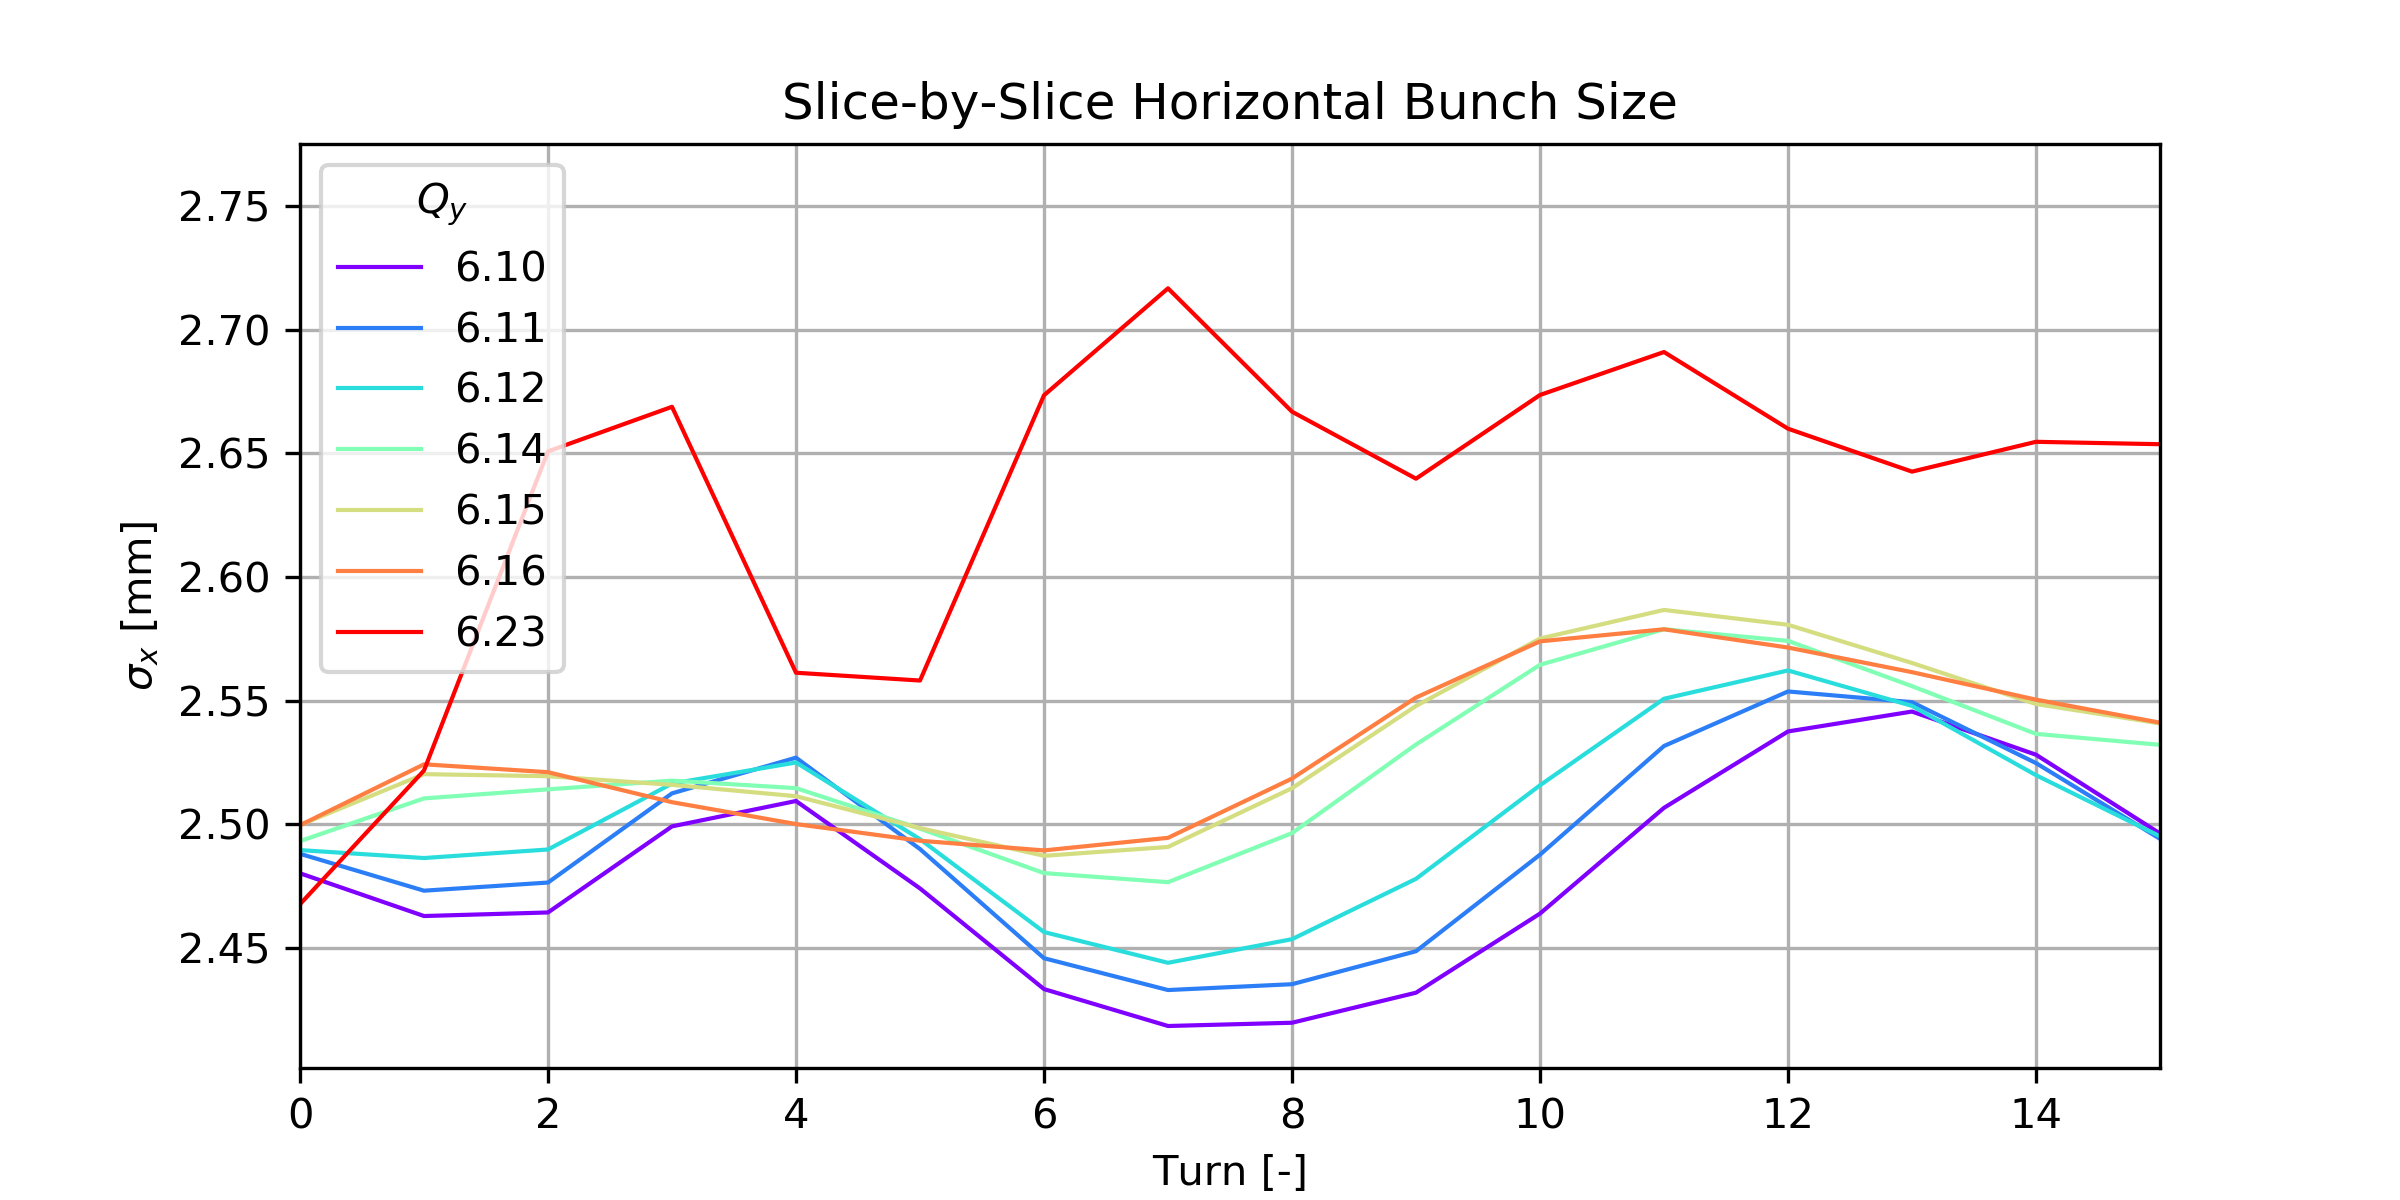 Slice-by-Slice Horizontal Bunch Size
Q_y
6.10
6.11
6.12
6.14
6.15
6.16
6.23
2.75
2.70
2.65
2.60
2.55
2.50
2.45
σ_x [mm]
0 2 4 6 8 10 12 14
Turn [-]